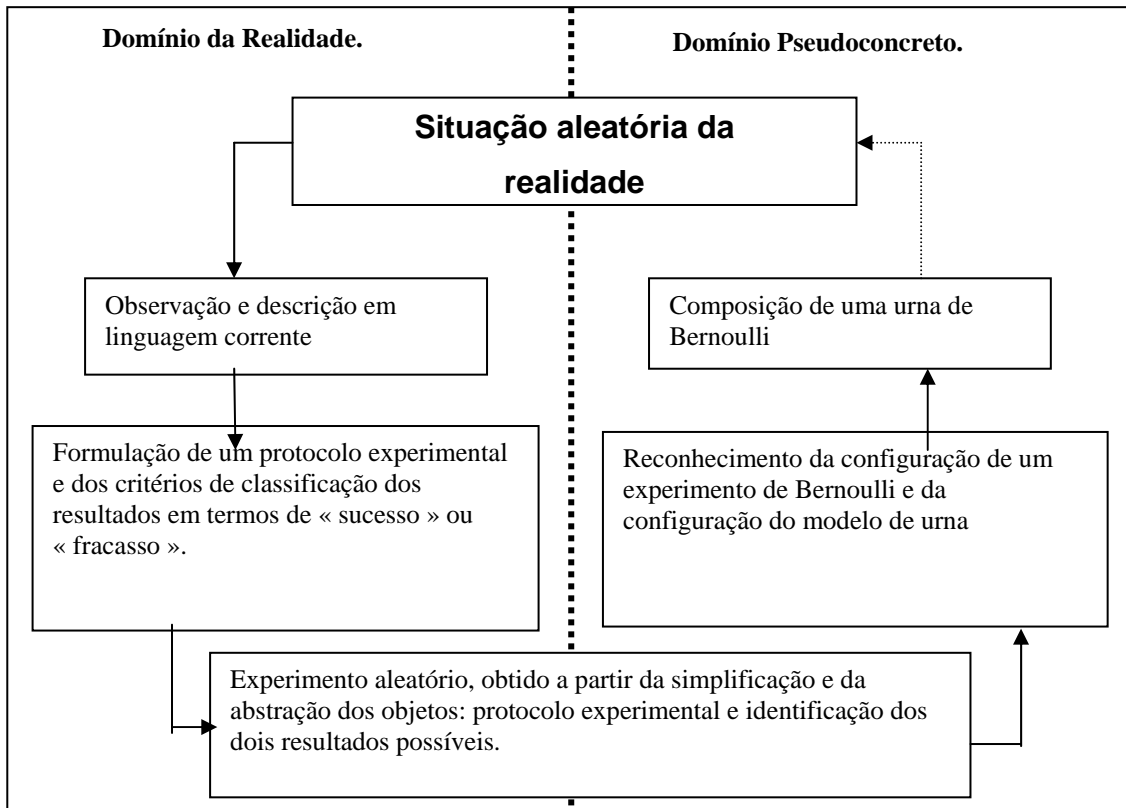 Domínio da Realidade.
Domínio Pseudoconcreto.
Situação aleatória da
realidade
Observação e descrição em
linguagem corrente
Composição de uma urna de
Bernoulli
Formulação de um protocolo experimental
e dos critérios de classificação dos
resultados em termos de « sucesso » ou
« fracasso ».
Reconhecimento da configuração de um
experimento de Bernoulli e da
configuração do modelo de urna
Experimento aleatório, obtido a partir da simplificação e da
abstração dos objetos: protocolo experimental e identificação dos
dois resultados possíveis.